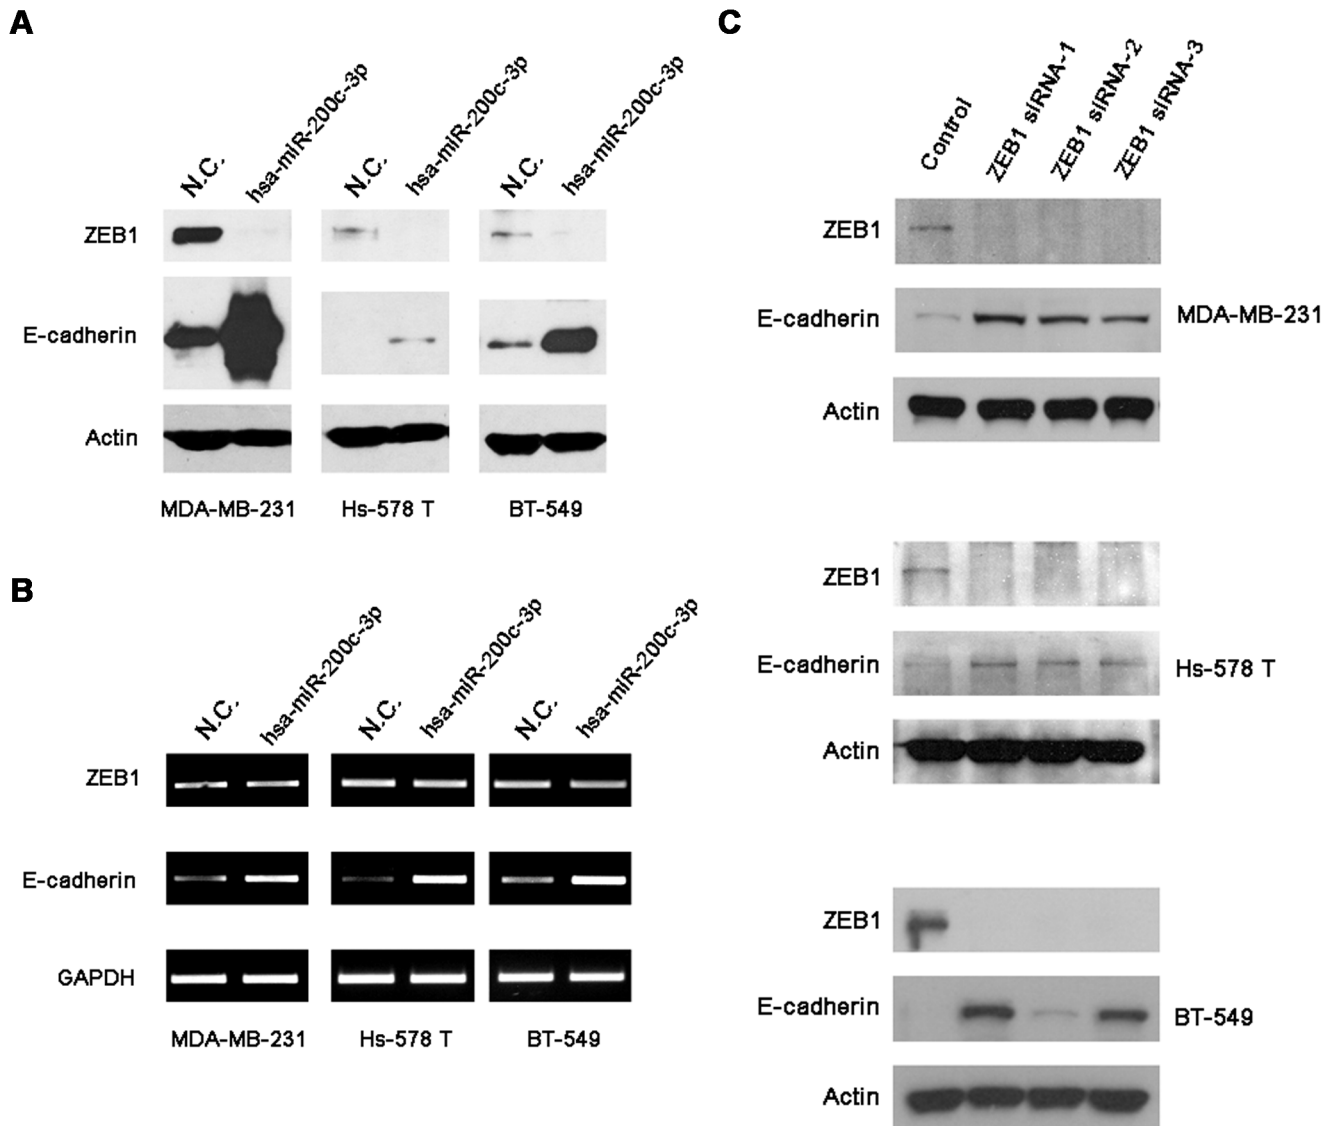 A
N.C.
hsa-miR-200c-3p
N.C.
hsa-miR-200c-3p
N.C.
hsa-miR-200c-3p
ZEB1
E-cadherin
Actin
MDA-MB-231
Hs-578 T
BT-549
B
N.C.
hsa-miR-200c-3p
N.C.
hsa-miR-200c-3p
N.C.
hsa-miR-200c-3p
ZEB1
E-cadherin
GAPDH
MDA-MB-231
Hs-578 T
BT-549
C
Control
ZEB1 siRNA-1
ZEB1 siRNA-2
ZEB1 siRNA-3
ZEB1
E-cadherin
MDA-MB-231
Actin
ZEB1
E-cadherin
Hs-578 T
Actin
ZEB1
E-cadherin
BT-549
Actin